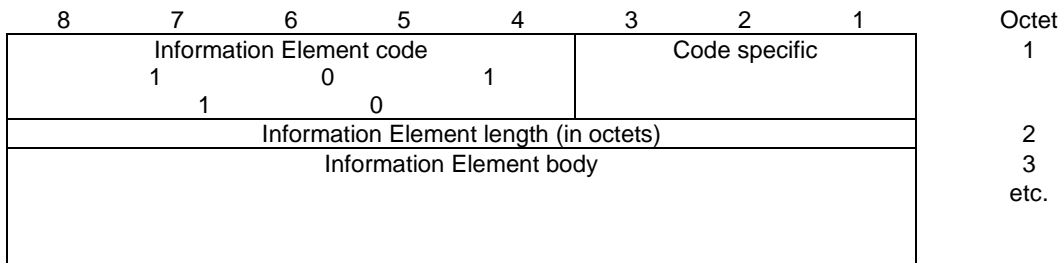 8 7 6 5 4 3 2 1 Octet
Information Element code Code specific 1
1 0 1
1 0
Information Element length (in octets) 2
Information Element body 3
etc.